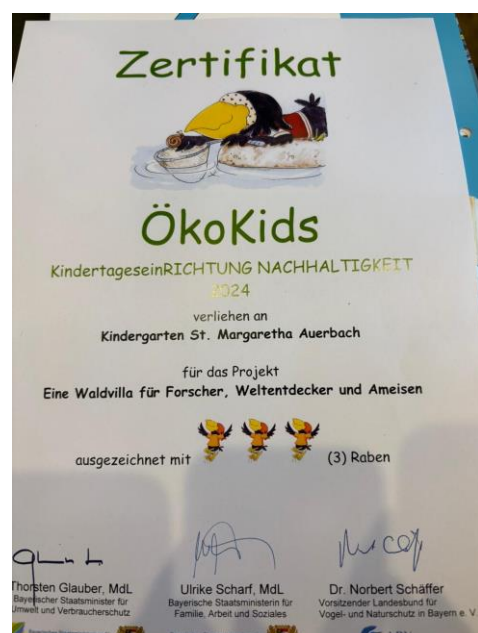 Zertifikat
ÖkoKids
KindertageseinRICHTUNG NACHHALTIGKEIT
2024
verliehen an
Kindergarten St. Margaretha Auerbach
für das Projekt
Eine Waldvilla für Forscher, Weltentdecker und Ameisen
ausgezeichnet mit (3) Raben
Thorsten Glauber, MdL
Bayerischer Staatsminister für
Umwelt und Verbraucherschutz
Ulrike Scharf, MdL
Bayerische Staatsministerin für
Familie, Arbeit und Soziales
Dr. Norbert Schäffer
Vorsitzender Landesbund für
Vogel- und Naturschutz in Bayern e. V.